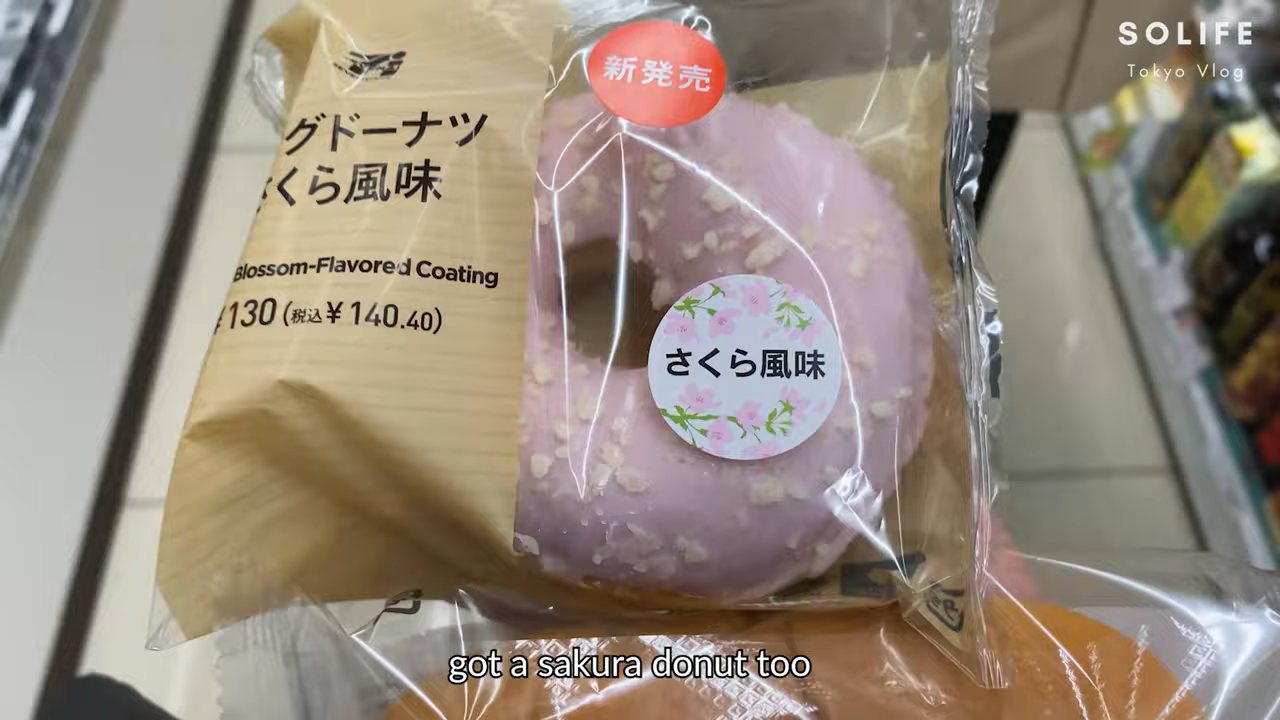 SOLIFE
Tokyo Vlog
新発売
グドーナツ
さくら風味
Blossom-Flavored Coating
¥130 (税込¥ 140.40)
さくら風味
got a sakura donut too